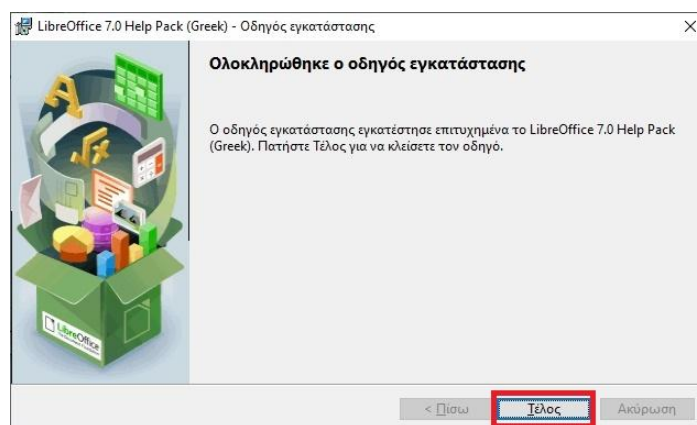 LibreOffice 7.0 Help Pack (Greek) - Οδηγός εγκατάστασης
Ολοκληρώθηκε ο οδηγός εγκατάστασης
Ο οδηγός εγκατάστασης εγκατέστησε επιτυχημένα το LibreOffice 7.0 Help Pack
(Greek). Πατήστε Τέλος για να κλείσετε τον οδηγό.
LibreOffice
< Πίσω
Τέλος
Ακύρωση